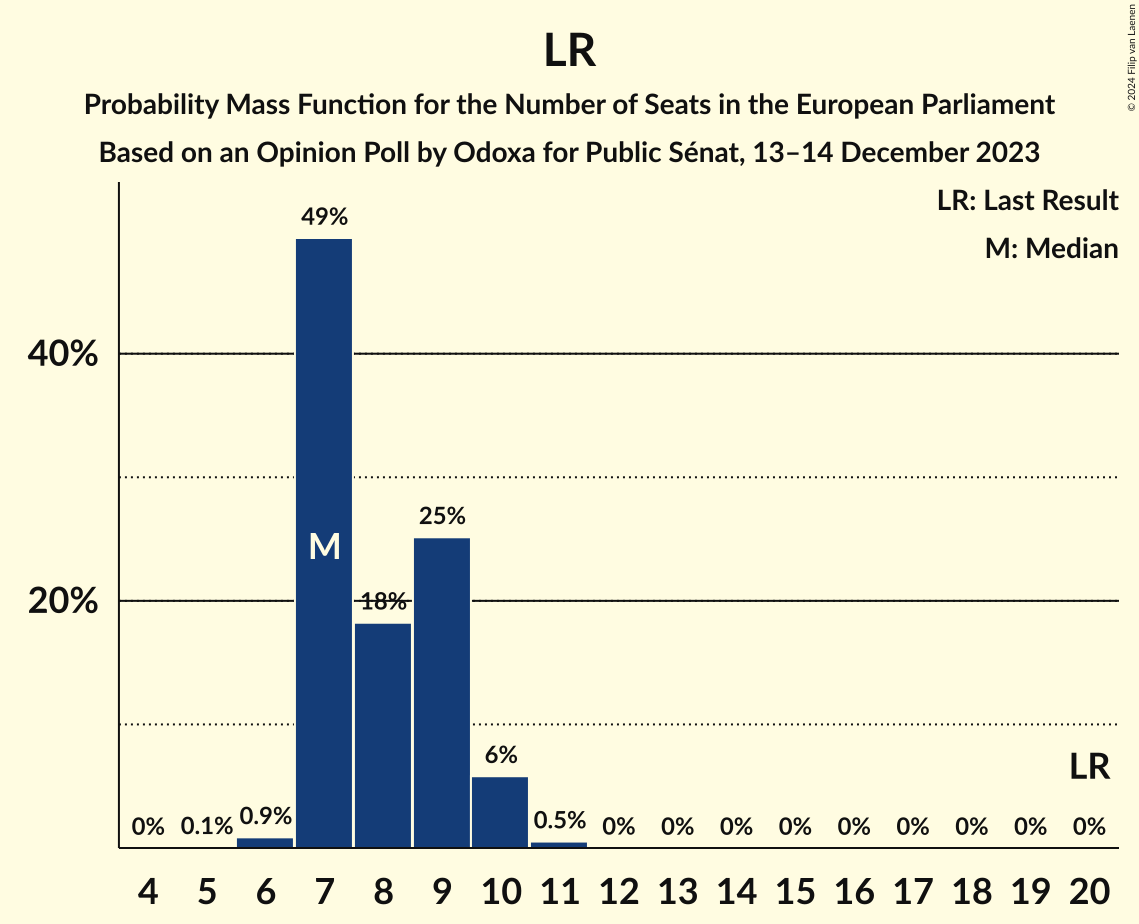 LR
Probability Mass Function for the Number of Seats in the European Parliament
Based on an Opinion Poll by Odoxa for Public Sénat, 13–14 December 2023
© 2024 Filip van Laenen
LR: Last Result
M: Median
49%
40%
25%
M
20%
18%
6%
LR
0% 0.1% 0.9% 0.5% 0% 0% 0% 0% 0% 0% 0% 0% 0%
4 5 6 7 8 9 10 11 12 13 14 15 16 17 18 19 20